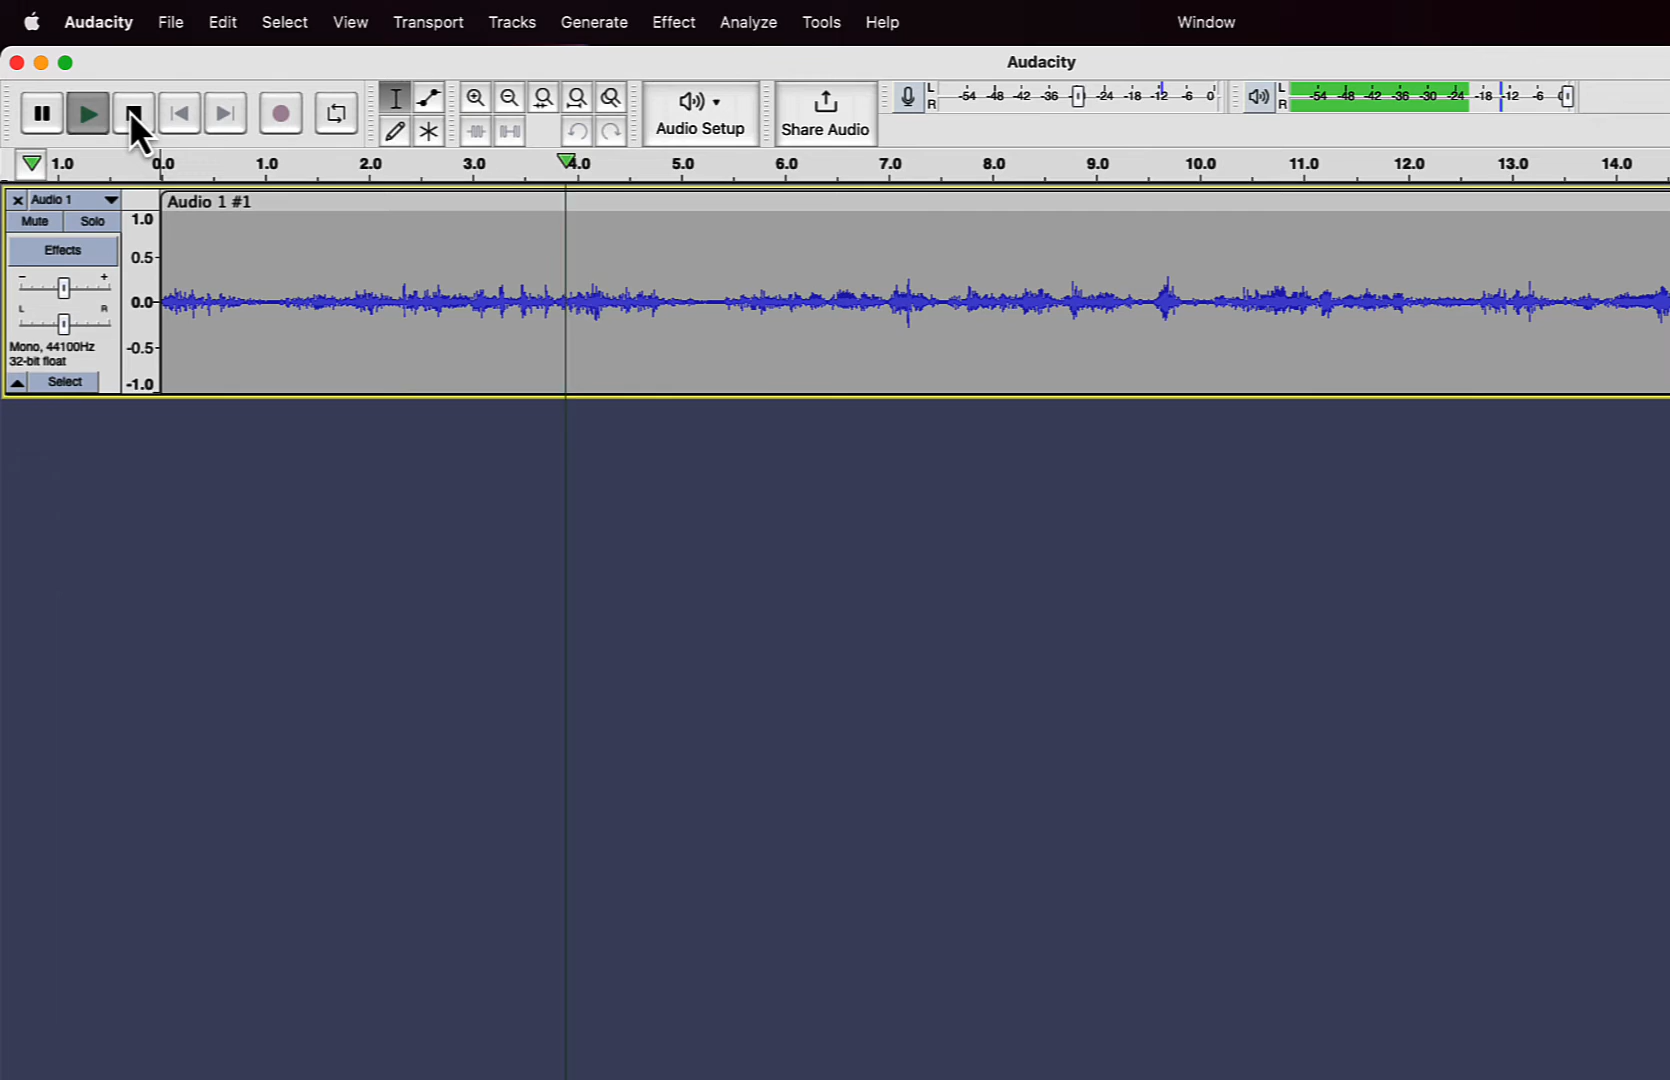 Audacity File Edit Select View Transport Tracks Generate Effect Analyze Tools Help Window
Audacity
Audio Setup
Share Audio
L
R
-54 -48 -42 -36 -24 -18 -12 -6 0
L
R
-54 -48 -42 -36 -30 -24 -18 -12 -6
1.0 0.0 1.0 2.0 3.0 4.0 5.0 6.0 7.0 8.0 9.0 10.0 11.0 12.0 13.0 14.0
Audio 1
Audio 1 #1
Mute Solo
Effects
- +
L R
Mono, 44100Hz
32-bit float
Select
1.0
0.5
0.0
-0.5
-1.0